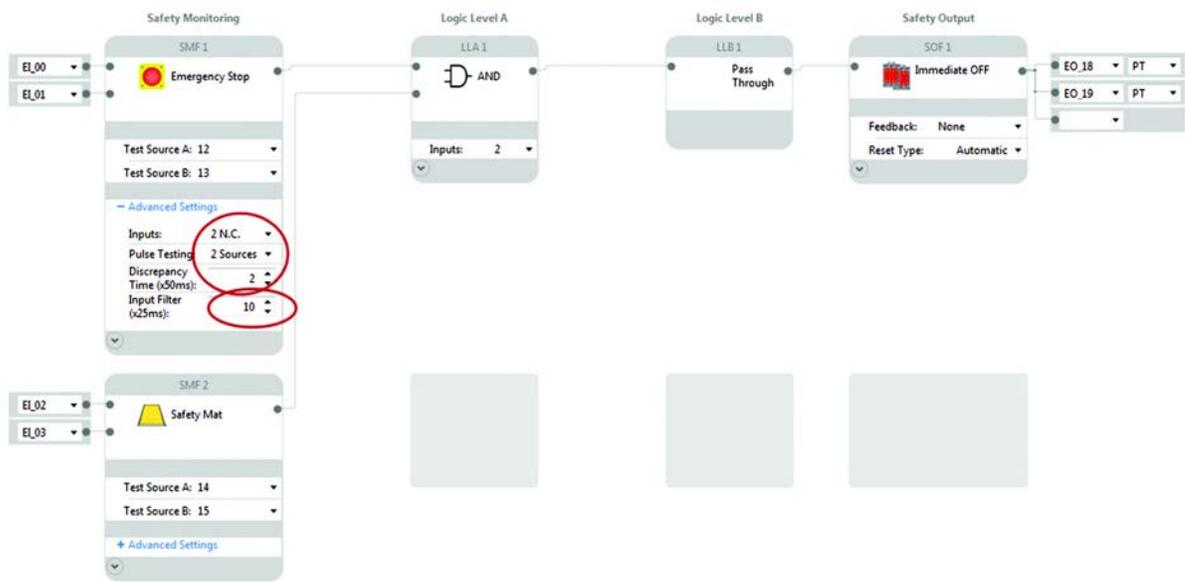 Safety Monitoring
Logic Level A
Logic Level B
Safety Output
SMF 1
EI_00
EI_01
Emergency Stop
Test Source A: 12
Test Source B: 13
− Advanced Settings
Inputs: 2 N.C.
Pulse Testing 2 Sources
Discrepancy
Time (x50ms): 2
Input Filter
(x25ms): 10
LLA 1
AND
Inputs: 2
LLB 1
Pass
Through
SOF 1
Immediate OFF
Feedback: None
Reset Type: Automatic
EO_18 PT
EO_19 PT
SMF 2
EI_02
EI_03
Safety Mat
Test Source A: 14
Test Source B: 15
+ Advanced Settings